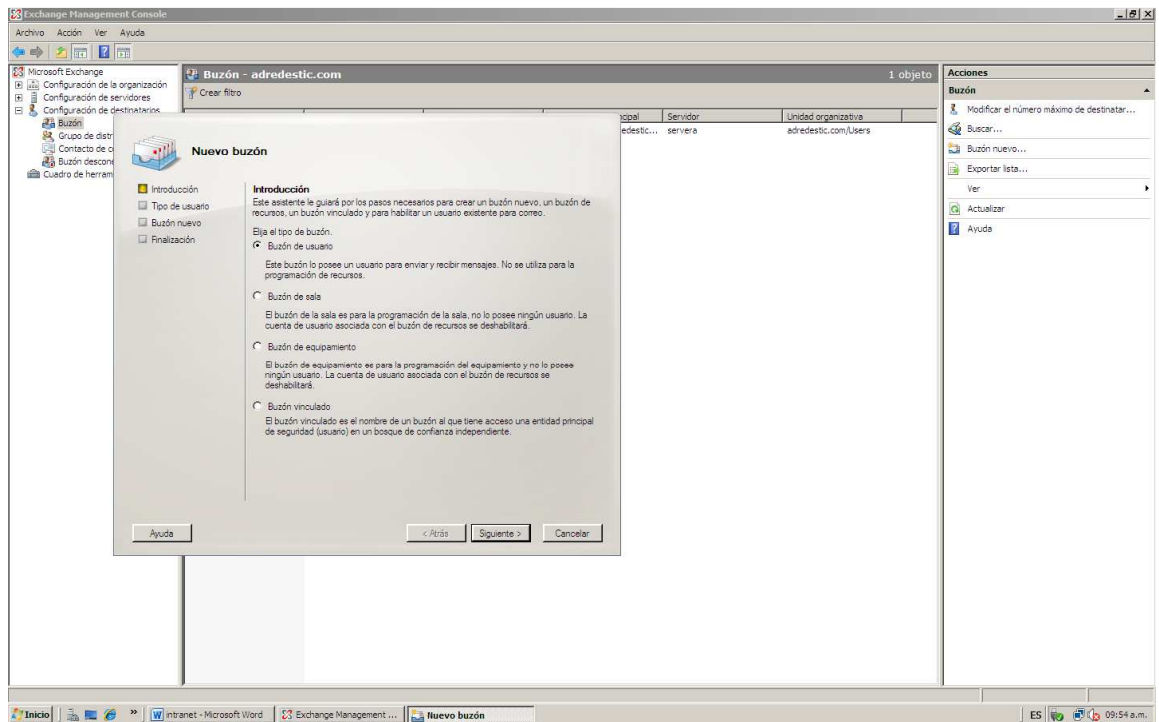 Exchange Management Console
Archivo Acción Ver Ayuda
Microsoft Exchange
Configuración de la organización
Configuración de servidores
Configuración de destinatarios
Buzón
Grupo de distr
Contacto de c
Buzón descone
Cuadro de herram
Buzón - adredestic.com 1 objeto
Crear filtro
cipal Servidor Unidad organizativa
edestic... servera adredestic.com/Users
Nuevo buzón
Introducción
Tipo de usuario
Buzón nuevo
Finalización
Introducción
Este asistente le guiará por los pasos necesarios para crear un buzón nuevo, un buzón de
recursos, un buzón vinculado y para habilitar un usuario existente para correo.
Elija el tipo de buzón.
Buzón de usuario
Este buzón lo posee un usuario para enviar y recibir mensajes. No se utiliza para la
programación de recursos.
Buzón de sala
El buzón de la sala es para la programación de la sala, no lo posee ningún usuario. La
cuenta de usuario asociada con el buzón de recursos se deshabilitará.
Buzón de equipamiento
El buzón de equipamiento es para la programación del equipamiento y no lo posee
ningún usuario. La cuenta de usuario asociada con el buzón de recursos se
deshabilitará.
Buzón vinculado
El buzón vinculado es el nombre de un buzón al que tiene acceso una entidad principal
de seguridad (usuario) en un bosque de confianza independiente.
Ayuda < Atrás Siguiente > Cancelar
Acciones
Buzón
Modificar el número máximo de destinatar...
Buscar...
Buzón nuevo...
Exportar lista...
Ver
Actualizar
Ayuda
Inicio » intranet - Microsoft Word Exchange Management ... Nuevo buzón ES 09:54 a.m.